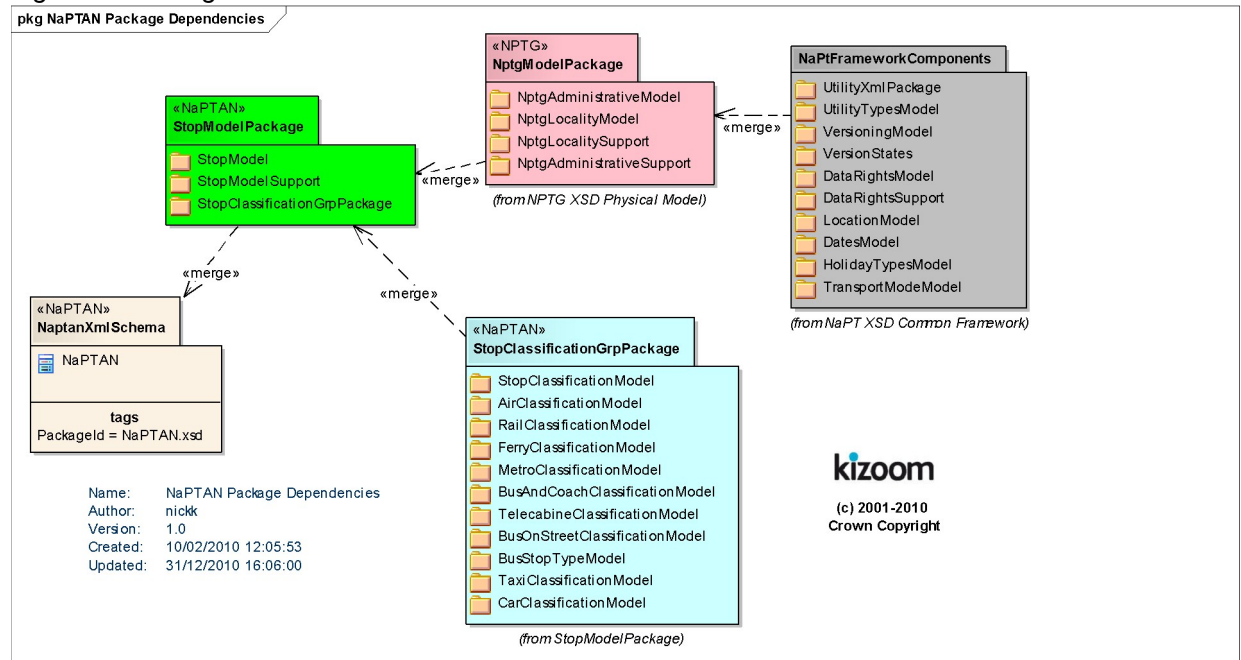 pkg NaPTAN Package Dependencies
«NPTG»
NptgModelPackage
NptgAdministrativeModel
NptgLocalityModel
NptgLocalitySupport
NptgAdministrativeSupport
(from NPTG XSD Physical Model)
NaPtFrameworkComponents
UtilityXmlPackage
UtilityTypesModel
VersioningModel
VersionStates
DataRightsModel
DataRightsSupport
LocationModel
DatesModel
HolidayTypesModel
TransportModeModel
(from NaPT XSD Common Framework)
«merge»
«NaPTAN»
StopModelPackage
StopModel
StopModelSupport
StopClassificationGrpPackage
«merge»
«merge»
«merge»
«NaPTAN»
NaptanXmlSchema
NaPTAN
tags
PackageId = NaPTAN.xsd
«NaPTAN»
StopClassificationGrpPackage
StopClassificationModel
AirClassificationModel
RailClassificationModel
FerryClassificationModel
MetroClassificationModel
BusAndCoachClassificationModel
TelecabineClassificationModel
BusOnStreetClassificationModel
BusStopTypeModel
TaxiClassificationModel
CarClassificationModel
(from StopModelPackage)
Name: NaPTAN Package Dependencies
Author: nickk
Version: 1.0
Created: 10/02/2010 12:05:53
Updated: 31/12/2010 16:06:00
kizoom
(c) 2001-2010
Crown Copyright